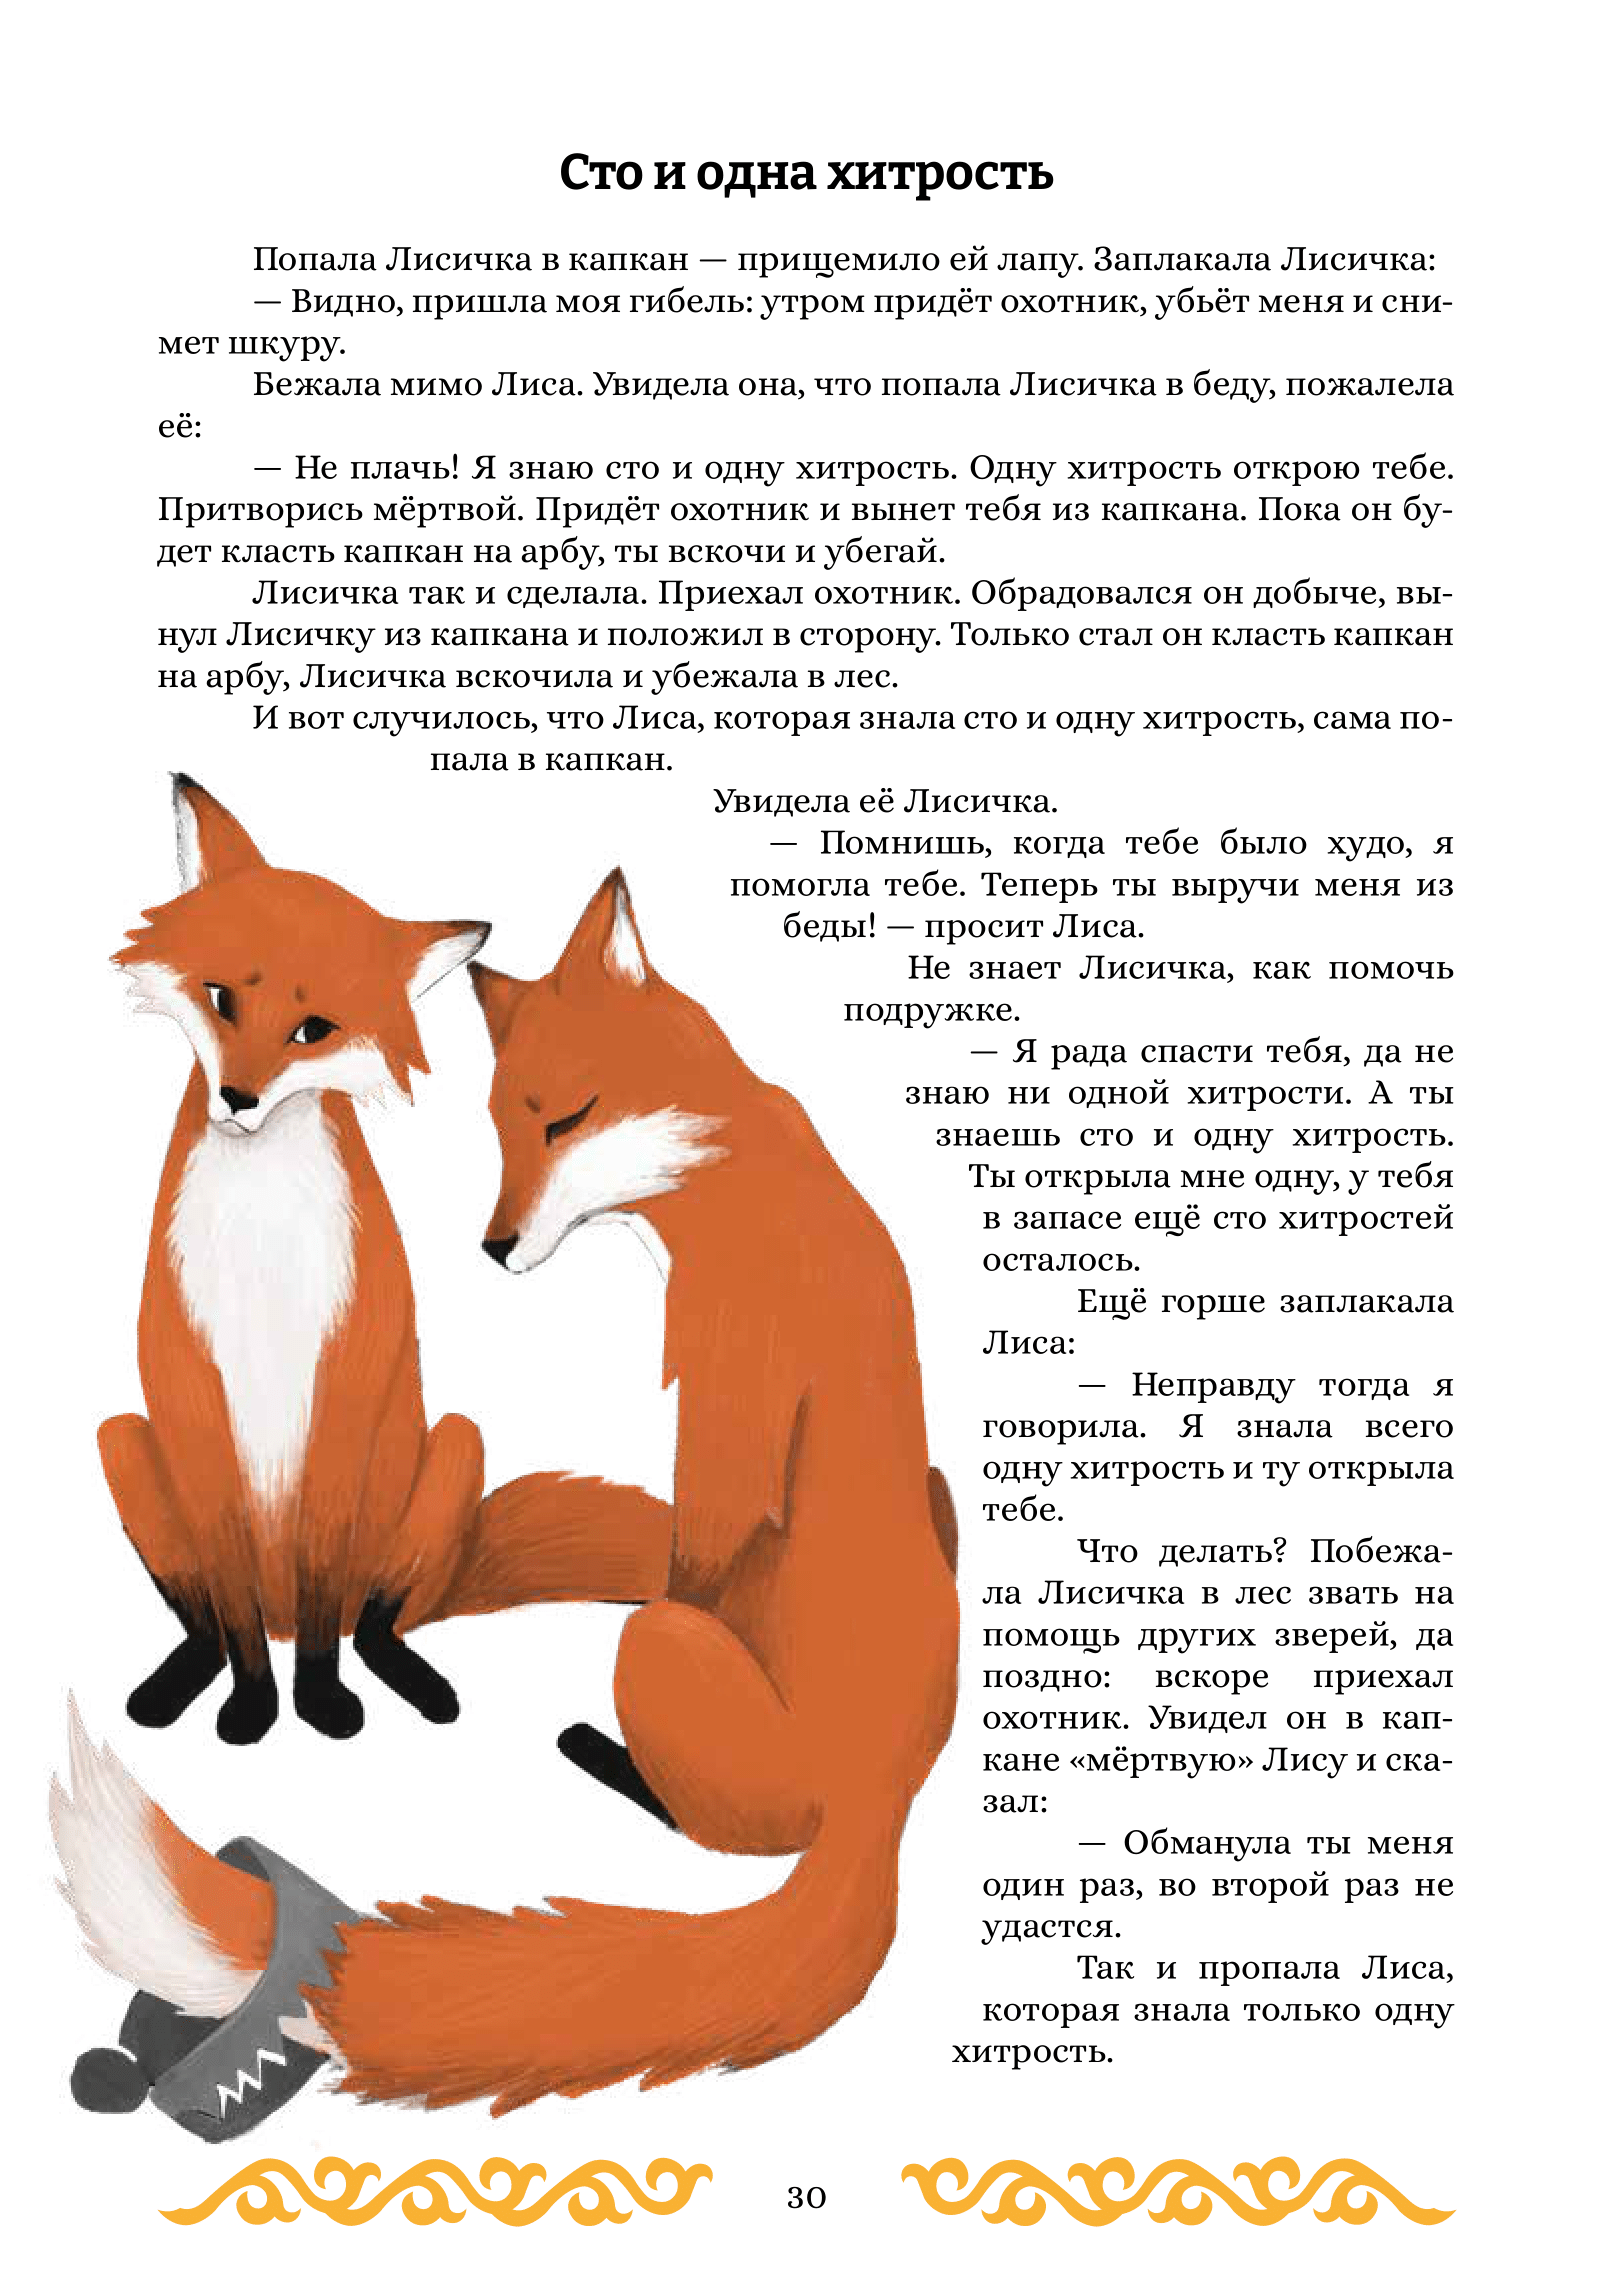 Сто и одна хитрость
Попала Лисичка в капкан — прищемило ей лапу. Заплакала Лисичка:
— Видно, пришла моя гибель: утром придёт охотник, убьёт меня и сни-
мет шкуру.
Бежала мимо Лиса. Увидела она, что попала Лисичка в беду, пожалела
её:
— Не плачь! Я знаю сто и одну хитрость. Одну хитрость открою тебе.
Притворись мёртвой. Придёт охотник и вынет тебя из капкана. Пока он бу-
дет класть капкан на арбу, ты вскочи и убегай.
Лисичка так и сделала. Приехал охотник. Обрадовался он добыче, вы-
нул Лисичку из капкана и положил в сторону. Только стал он класть капкан
на арбу, Лисичка вскочила и убежала в лес.
И вот случилось, что Лиса, которая знала сто и одну хитрость, сама по-
пала в капкан.
Увидела её Лисичка.
— Помнишь, когда тебе было худо, я
помогла тебе. Теперь ты выручи меня из
беды! — просит Лиса.
Не знает Лисичка, как помочь
подружке.
— Я рада спасти тебя, да не
знаю ни одной хитрости. А ты
знаешь сто и одну хитрость.
Ты открыла мне одну, у тебя
в запасе ещё сто хитростей
осталось.
Ещё горше заплакала
Лиса:
— Неправду тогда я
говорила. Я знала всего
одну хитрость и ту открыла
тебе.
Что делать? Побежа-
ла Лисичка в лес звать на
помощь других зверей, да
поздно: вскоре приехал
охотник. Увидел он в кап-
кане «мёртвую» Лису и ска-
зал:
— Обманула ты меня
один раз, во второй раз не
удастся.
Так и пропала Лиса,
которая знала только одну
хитрость.
30